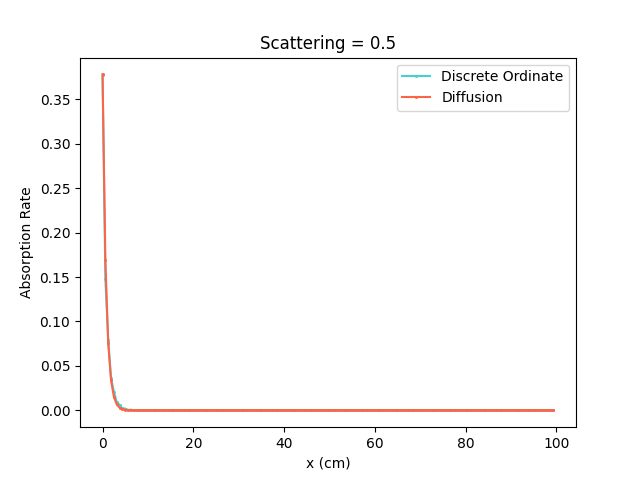 Scattering = 0.5
Discrete Ordinate
Diffusion
Absorption Rate
0.35
0.30
0.25
0.20
0.15
0.10
0.05
0.00
0 20 40 60 80 100
x (cm)